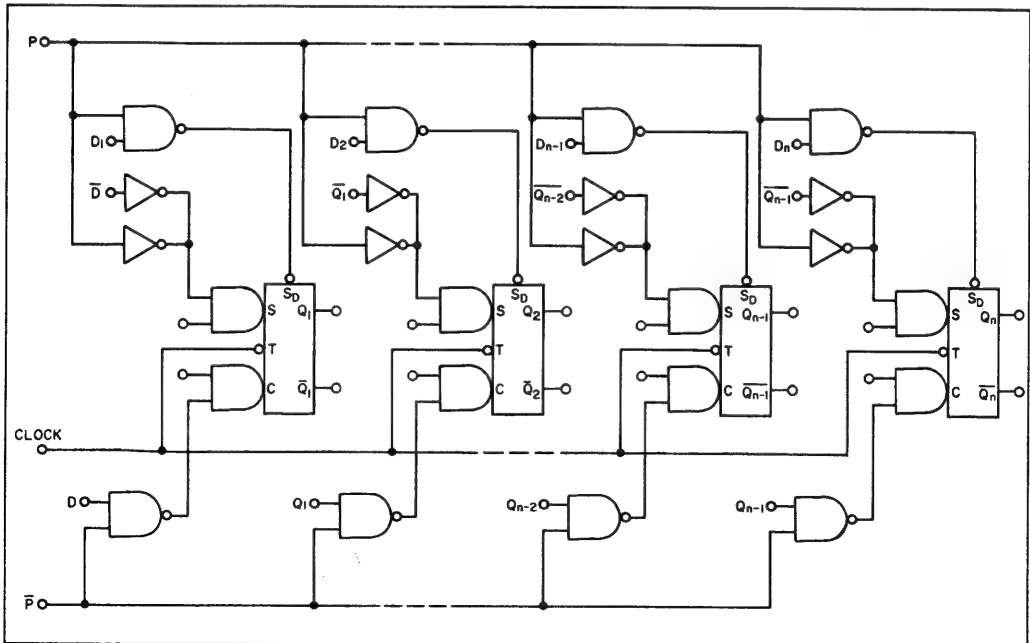 P
D1 D2 Dn-1 Dn
D̅ Q̅1 Q̅n-2 Q̅n-1
SD SD SD SD
S Q1 S Q2 S Qn-1 S Qn
T T T T
C Q̅1 C Q̅2 C Q̅n-1 C Q̅n
CLOCK
D Q1 Qn-2 Qn-1
P̅